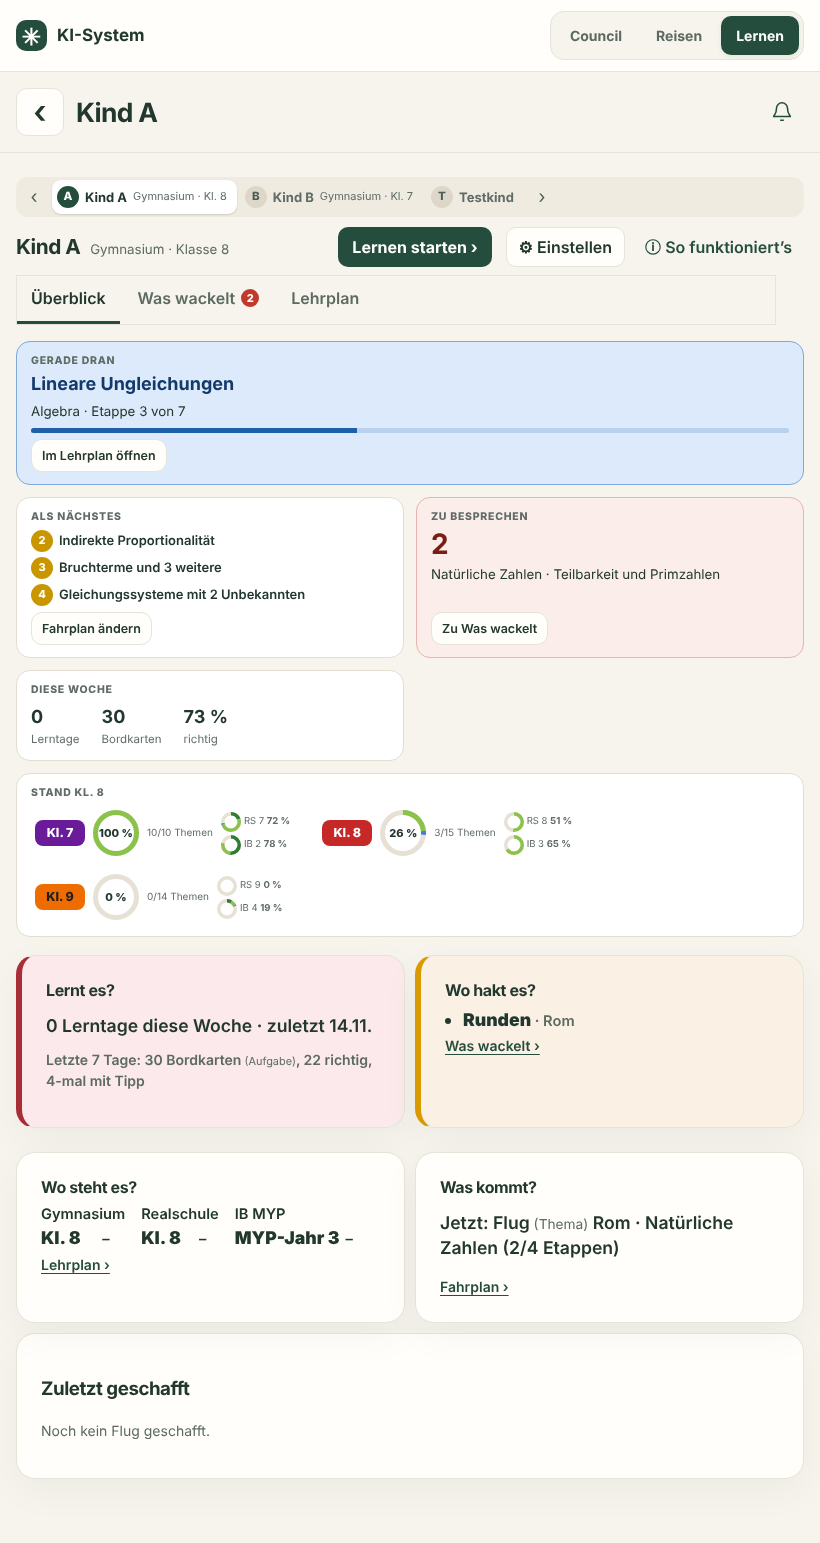 KI-System
Council Reisen Lernen
‹ Kind A
‹ A Kind A Gymnasium · Kl. 8 B Kind B Gymnasium · Kl. 7 T Testkind ›
Kind A Gymnasium · Klasse 8 Lernen starten › ⚙ Einstellen ⓘ So funktioniert’s
Überblick Was wackelt 2 Lehrplan
GERADE DRAN
Lineare Ungleichungen
Algebra · Etappe 3 von 7
Im Lehrplan öffnen
ALS NÄCHSTES
2 Indirekte Proportionalität
3 Bruchterme und 3 weitere
4 Gleichungssysteme mit 2 Unbekannten
Fahrplan ändern
ZU BESPRECHEN
2
Natürliche Zahlen · Teilbarkeit und Primzahlen
Zu Was wackelt
DIESE WOCHE
0 30 73 %
Lerntage Bordkarten richtig
STAND KL. 8
Kl. 7 100 % 10/10 Themen RS 7 72 % IB 2 78 %
Kl. 8 26 % 3/15 Themen RS 8 51 % IB 3 65 %
Kl. 9 0 % 0/14 Themen RS 9 0 % IB 4 19 %
Lernt es?
0 Lerntage diese Woche · zuletzt 14.11.
Letzte 7 Tage: 30 Bordkarten (Aufgabe), 22 richtig,
4-mal mit Tipp
Wo hakt es?
• Runden · Rom
Was wackelt ›
Wo steht es?
Gymnasium Realschule IB MYP
Kl. 8 – Kl. 8 – MYP-Jahr 3 –
Lehrplan ›
Was kommt?
Jetzt: Flug (Thema) Rom · Natürliche
Zahlen (2/4 Etappen)
Fahrplan ›
Zuletzt geschafft
Noch kein Flug geschafft.